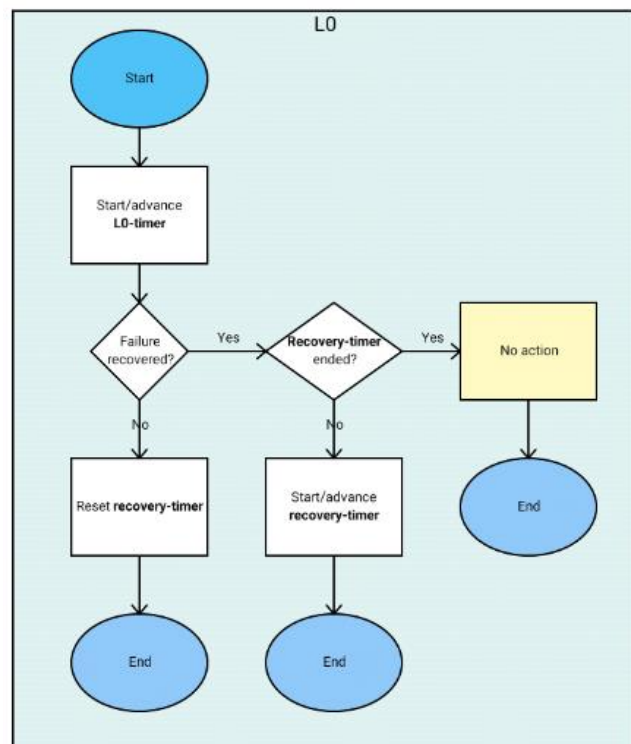 L0
Start
Start/advance
L0-timer
Failure
recovered?
Yes
Recovery-timer
ended?
Yes
No action
No
No
Reset recovery-timer
Start/advance
recovery-timer
End
End
End